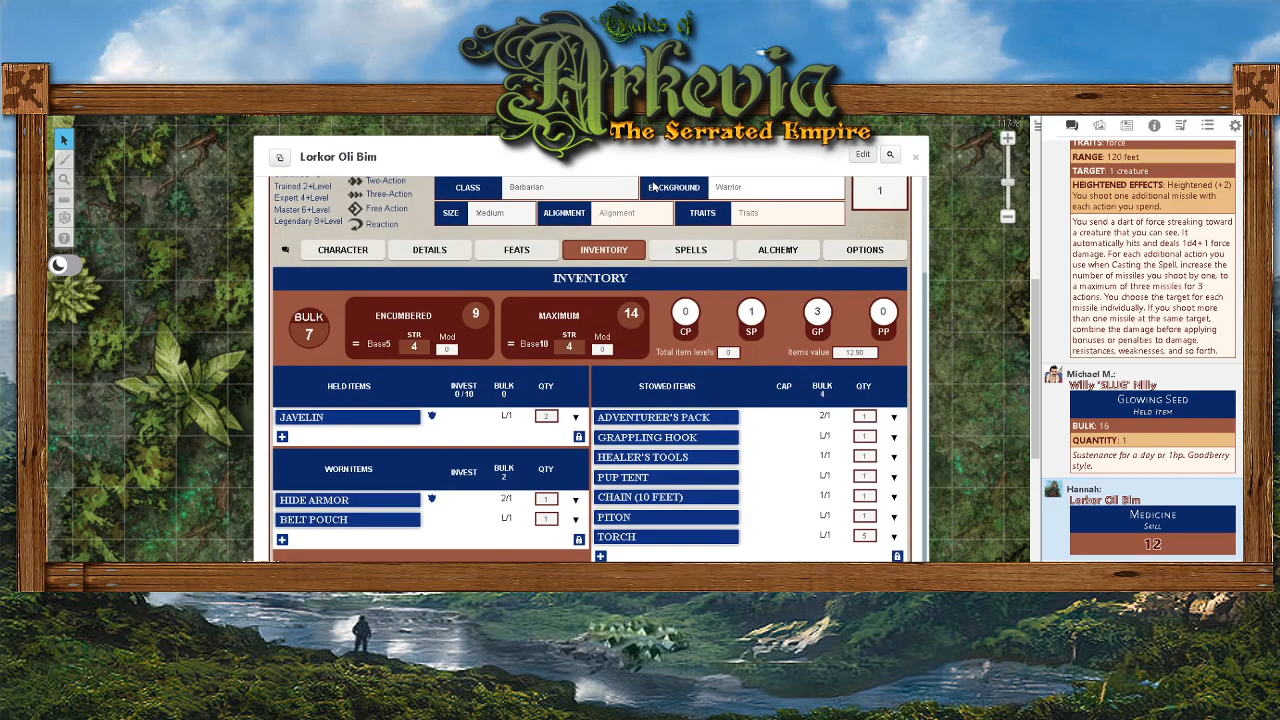 Tales of
Arkevia
The Serrated Empire
117%
Lorkor Oli Bim
Edit
Trained 2+Level
Expert 4+Level
Master 6+Level
Legendary 8+Level
Two-Action
Three-Action
Free Action
Reaction
CLASS
Barbarian
BACKGROUND
Warrior
1
SIZE
Medium
ALIGNMENT
Alignment
TRAITS
Traits
CHARACTER
DETAILS
FEATS
INVENTORY
SPELLS
ALCHEMY
OPTIONS
INVENTORY
BULK
7
ENCUMBERED
9
= Base5
STR
4
Mod
0
MAXIMUM
14
= Base10
STR
4
Mod
0
0
CP
1
SP
3
GP
0
PP
Total item levels
0
Items value
12.90
HELD ITEMS
INVEST
0 / 10
BULK
0
QTY
JAVELIN
L/1
2
WORN ITEMS
INVEST
BULK
2
QTY
HIDE ARMOR
2/1
1
BELT POUCH
L/1
1
STOWED ITEMS
CAP
BULK
4
QTY
ADVENTURER'S PACK
2/1
1
GRAPPLING HOOK
L/1
1
HEALER'S TOOLS
L/1
1
PUP TENT
L/1
1
CHAIN (10 FEET)
1/1
1
PITON
L/1
1
TORCH
L/1
5
TRAITS: force
RANGE: 120 feet
TARGET: 1 creature
HEIGHTENED EFFECTS: Heightened (+2)
You shoot one additional missile with
each action you spend.
You send a dart of force streaking toward
a creature that you can see. It
automatically hits and deals 1d4+1 force
damage. For each additional action you
use when Casting the Spell, increase the
number of missiles you shoot by one, to
a maximum of three missiles for 3
actions. You choose the target for each
missile individually. If you shoot more
than one missile at the same target,
combine the damage before applying
bonuses or penalties to damage,
resistances, weaknesses, and so forth.
Michael M.:
Willy "SLUG" Nilly
GLOWING SEED
HELD ITEM
BULK: 16
QUANTITY: 1
Sustenance for a day or 1hp. Goodberry
style.
Hannah:
Lorkor Oli Bim
MEDICINE
SKILL
12